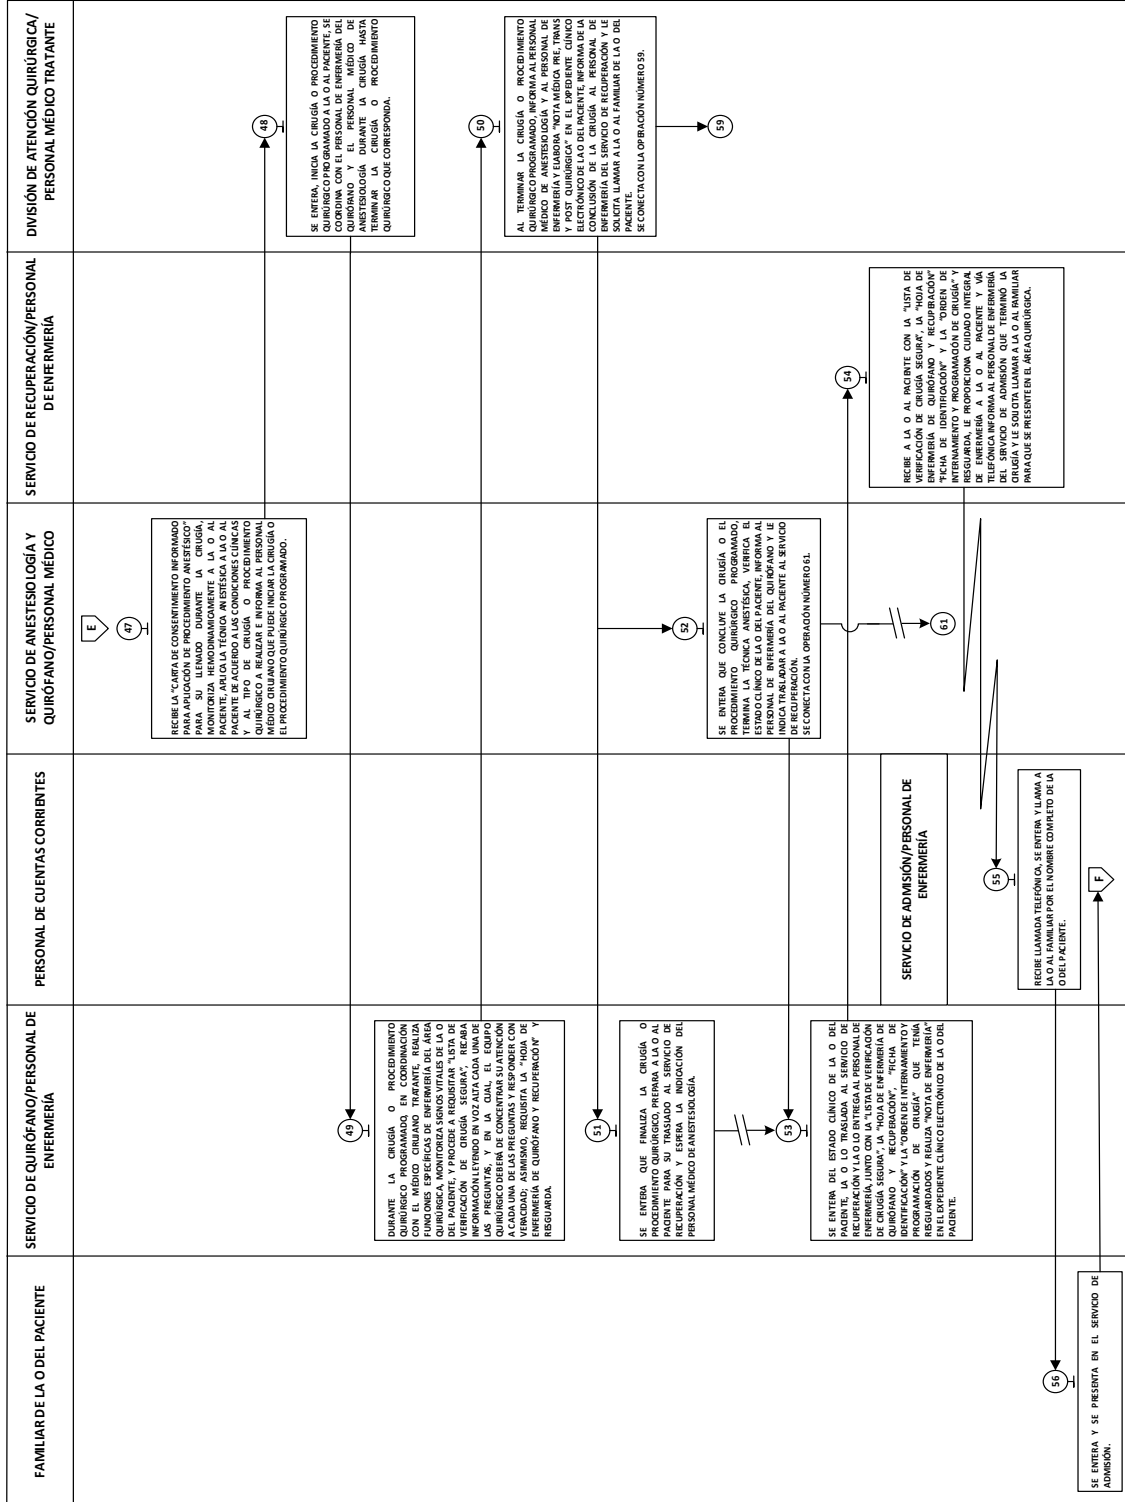 FAMILIAR DE LA O DEL PACIENTE
SERVICIO DE QUIRÓFANO/PERSONAL DE
ENFERMERÍA
PERSONAL DE CUENTAS CORRIENTES
SERVICIO DE ANESTESIOLOGÍA Y
QUIRÓFANO/PERSONAL MÉDICO
SERVICIO DE RECUPERACIÓN/PERSONAL
DE ENFERMERÍA
DIVISIÓN DE ATENCIÓN QUIRÚRGICA/
PERSONAL MÉDICO TRATANTE
E
47
RECIBE LA "CARTA DE CONSENTIMIENTO INFORMADO
PARA APLICACIÓN DE PROCEDIMIENTO ANESTÉSICO"
PARA SU LLENADO DURANTE LA CIRUGÍA,
MONITORIZA HEMODINAMICAMENTE A LA O AL
PACIENTE, APLICA LA TÉCNICA ANESTÉSICA A LA O AL
PACIENTE DE ACUERDO A LAS CONDICIONES CLÍNICAS
Y AL TIPO DE CIRUGÍA O PROCEDIMIENTO
QUIRÚRGICO A REALIZAR E INFORMA AL PERSONAL
MÉDICO CIRUJANO QUE PUEDE INICIAR LA CIRUGÍA O
EL PROCEDIMIENTO QUIRÚRGICO PROGRAMADO.
48
SE ENTERA, INICIA LA CIRUGÍA O PROCEDIMIENTO
QUIRÚRGICO PROGRAMADO A LA O AL PACIENTE, SE
COORDINA CON EL PERSONAL DE ENFERMERÍA DEL
QUIRÓFANO Y EL PERSONAL MÉDICO DE
ANESTESIOLOGÍA DURANTE LA CIRUGÍA HASTA
TERMINAR LA CIRUGÍA O PROCEDIMIENTO
QUIRÚRGICO QUE CORRESPONDA.
49
DURANTE LA CIRUGÍA O PROCEDIMIENTO
QUIRÚRGICO PROGRAMADO, EN COORDINACIÓN
CON EL MÉDICO CIRUJANO TRATANTE, REALIZA
FUNCIONES ESPECÍFICAS DE ENFERMERÍA DEL ÁREA
QUIRÚRGICA, MONITORIZA SIGNOS VITALES DE LA O
DEL PACIENTE, Y PROCEDE A REQUISITAR "LISTA DE
VERIFICACIÓN DE CIRUGÍA SEGURA", RECABA
INFORMACIÓN LEYENDO EN VOZ ALTA CADA UNA DE
LAS PREGUNTAS, Y EN LA CUAL, EL EQUIPO
QUIRÚRGICO DEBERÁ DE CONCENTRAR SU ATENCIÓN
A CADA UNA DE LAS PREGUNTAS Y RESPONDER CON
VERACIDAD; ASIMISMO, REQUISITA LA "HOJA DE
ENFERMERÍA DE QUIRÓFANO Y RECUPERACIÓN" Y
RESGUARDA.
50
AL TERMINAR LA CIRUGÍA O PROCEDIMIENTO
QUIRÚRGICO PROGRAMADO, INFORMA AL PERSONAL
MÉDICO DE ANESTESIOLOGÍA Y AL PERSONAL DE
ENFERMERÍA Y ELABORA "NOTA MÉDICA PRE, TRANS
Y POST QUIRÚRGICA" EN EL EXPEDIENTE CLÍNICO
ELECTRÓNICO DE LA O DEL PACIENTE, INFORMA DE LA
CONCLUSIÓN DE LA CIRUGÍA AL PERSONAL DE
ENFERMERÍA DEL SERVICIO DE RECUPERACIÓN Y LE
SOLICITA LLAMAR A LA O AL FAMILIAR DE LA O DEL
PACIENTE.
SE CONECTA CON LA OPERACIÓN NÚMERO 59.
59
51
SE ENTERA QUE FINALIZA LA CIRUGÍA O
PROCEDIMIENTO QUIRÚRGICO, PREPARA A LA O AL
PACIENTE PARA SU TRASLADO AL SERVICIO DE
RECUPERACIÓN Y ESPERA LA INDICACIÓN DEL
PERSONAL MÉDICO DE ANESTESIOLOGÍA.
52
SE ENTERA QUE CONCLUYE LA CIRUGÍA O EL
PROCEDIMIENTO QUIRÚRGICO PROGRAMADO,
TERMINA LA TÉCNICA ANESTÉSICA, VERIFICA EL
ESTADO CLÍNICO DE LA O DEL PACIENTE, INFORMA AL
PERSONAL DE ENFERMERÍA DEL QUIRÓFANO Y LE
INDICA TRASLADAR A LA O AL PACIENTE AL SERVICIO
DE RECUPERACIÓN.
SE CONECTA CON LA OPERACIÓN NÚMERO 61.
61
53
SE ENTERA DEL ESTADO CLÍNICO DE LA O DEL
PACIENTE, LA O LO TRASLADA AL SERVICIO DE
RECUPERACIÓN Y LA O LO ENTREGA AL PERSONAL DE
ENFERMERÍA, JUNTO CON LA "LISTA DE VERIFICACIÓN
DE CIRUGÍA SEGURA", LA "HOJA DE ENFERMERÍA DE
QUIRÓFANO Y RECUPERACIÓN", "FICHA DE
IDENTIFICACIÓN" Y LA "ORDEN DE INTERNAMIENTO Y
PROGRAMACIÓN DE CIRUGÍA" QUE TENÍA
RESGUARDADOS Y REALIZA "NOTA DE ENFERMERÍA"
EN EL EXPEDIENTE CLÍNICO ELECTRÓNICO DE LA O DEL
PACIENTE.
54
RECIBE A LA O AL PACIENTE CON LA "LISTA DE
VERIFICACIÓN DE CIRUGÍA SEGURA", LA "HOJA DE
ENFERMERÍA DE QUIRÓFANO Y RECUPERACIÓN"
"FICHA DE IDENTIFICACIÓN" Y LA "ORDEN DE
INTERNAMIENTO Y PROGRAMACIÓN DE CIRUGÍA" Y
RESGUARDA, LE PROPORCIONA CUIDADO INTEGRAL
DE ENFERMERÍA A LA O AL PACIENTE Y VÍA
TELEFÓNICA INFORMA AL PERSONAL DE ENFERMERÍA
DEL SERVICIO DE ADMISIÓN QUE TERMINÓ LA
CIRUGÍA Y LE SOLICITA LLAMAR A LA O AL FAMILIAR
PARA QUE SE PRESENTE EN EL ÁREA QUIRÚRGICA.
SERVICIO DE ADMISIÓN/PERSONAL DE
ENFERMERÍA
55
RECIBE LLAMADA TELEFÓNICA, SE ENTERA Y LLAMA A
LA O AL FAMILIAR POR EL NOMBRE COMPLETO DE LA
O DEL PACIENTE.
56
SE ENTERA Y SE PRESENTA EN EL SERVICIO DE
ADMISIÓN.
F